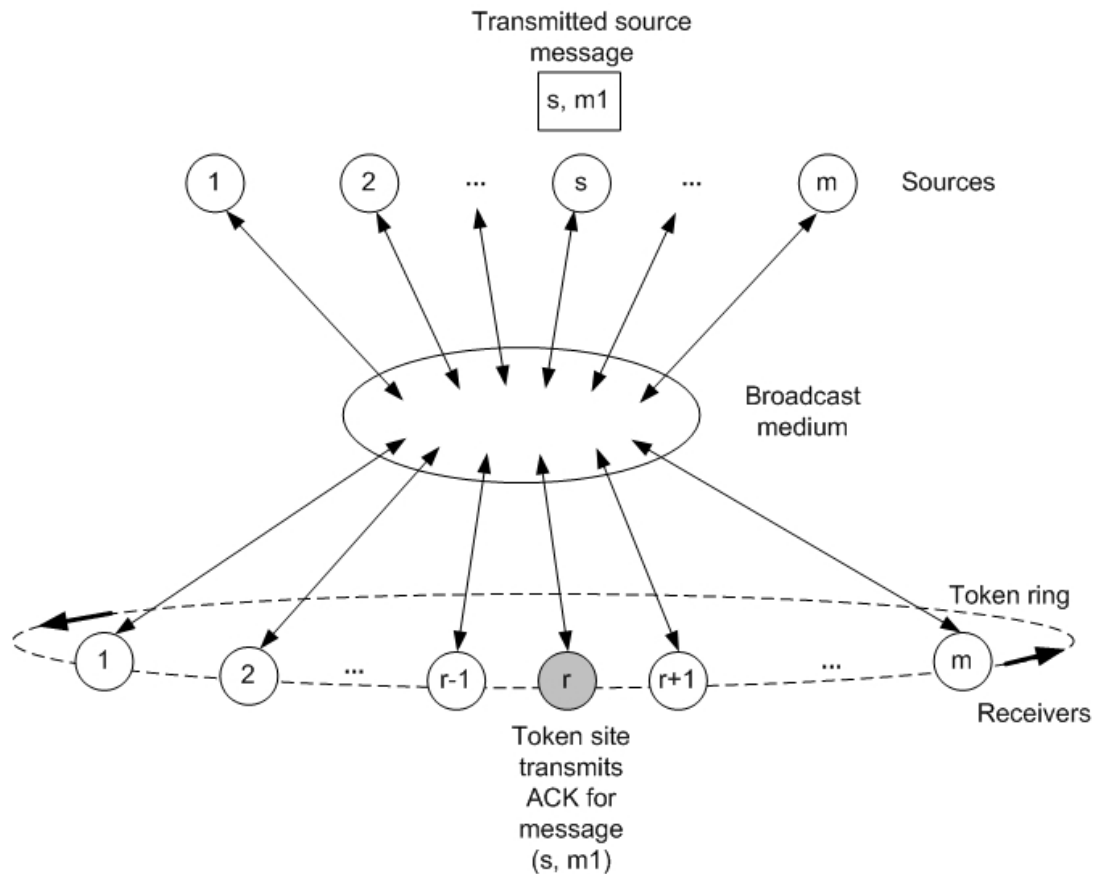 Transmitted source
message
s, m1
1
2
...
s
...
m
Sources
Broadcast
medium
Token ring
1
2
...
r-1
r
r+1
...
m
Receivers
Token site
transmits
ACK for
message
(s, m1)